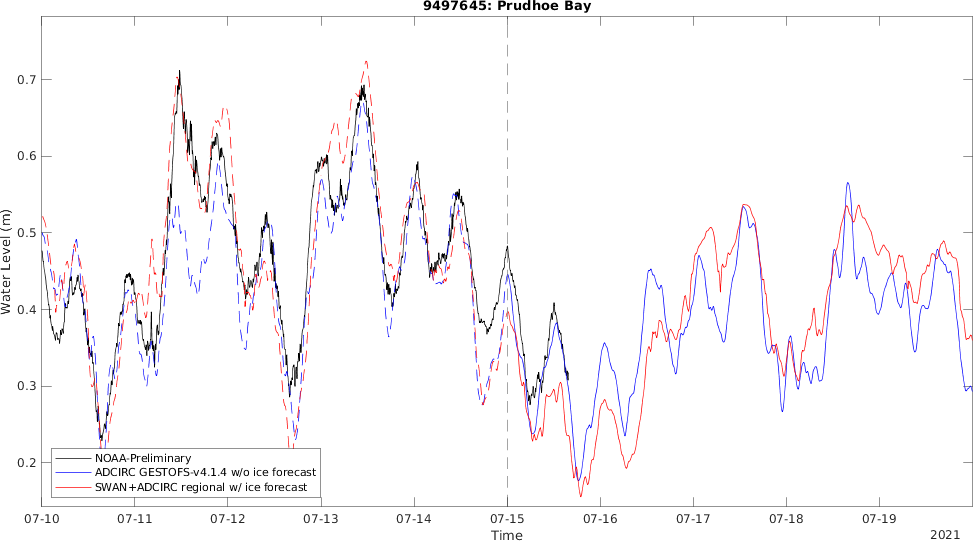 9497645: Prudhoe Bay
Water Level (m)
0.7
0.6
0.5
0.4
0.3
0.2
NOAA-Preliminary
ADCIRC GESTOFS-v4.1.4 w/o ice forecast
SWAN+ADCIRC regional w/ ice forecast
07-10 07-11 07-12 07-13 07-14 07-15 07-16 07-17 07-18 07-19
Time
2021